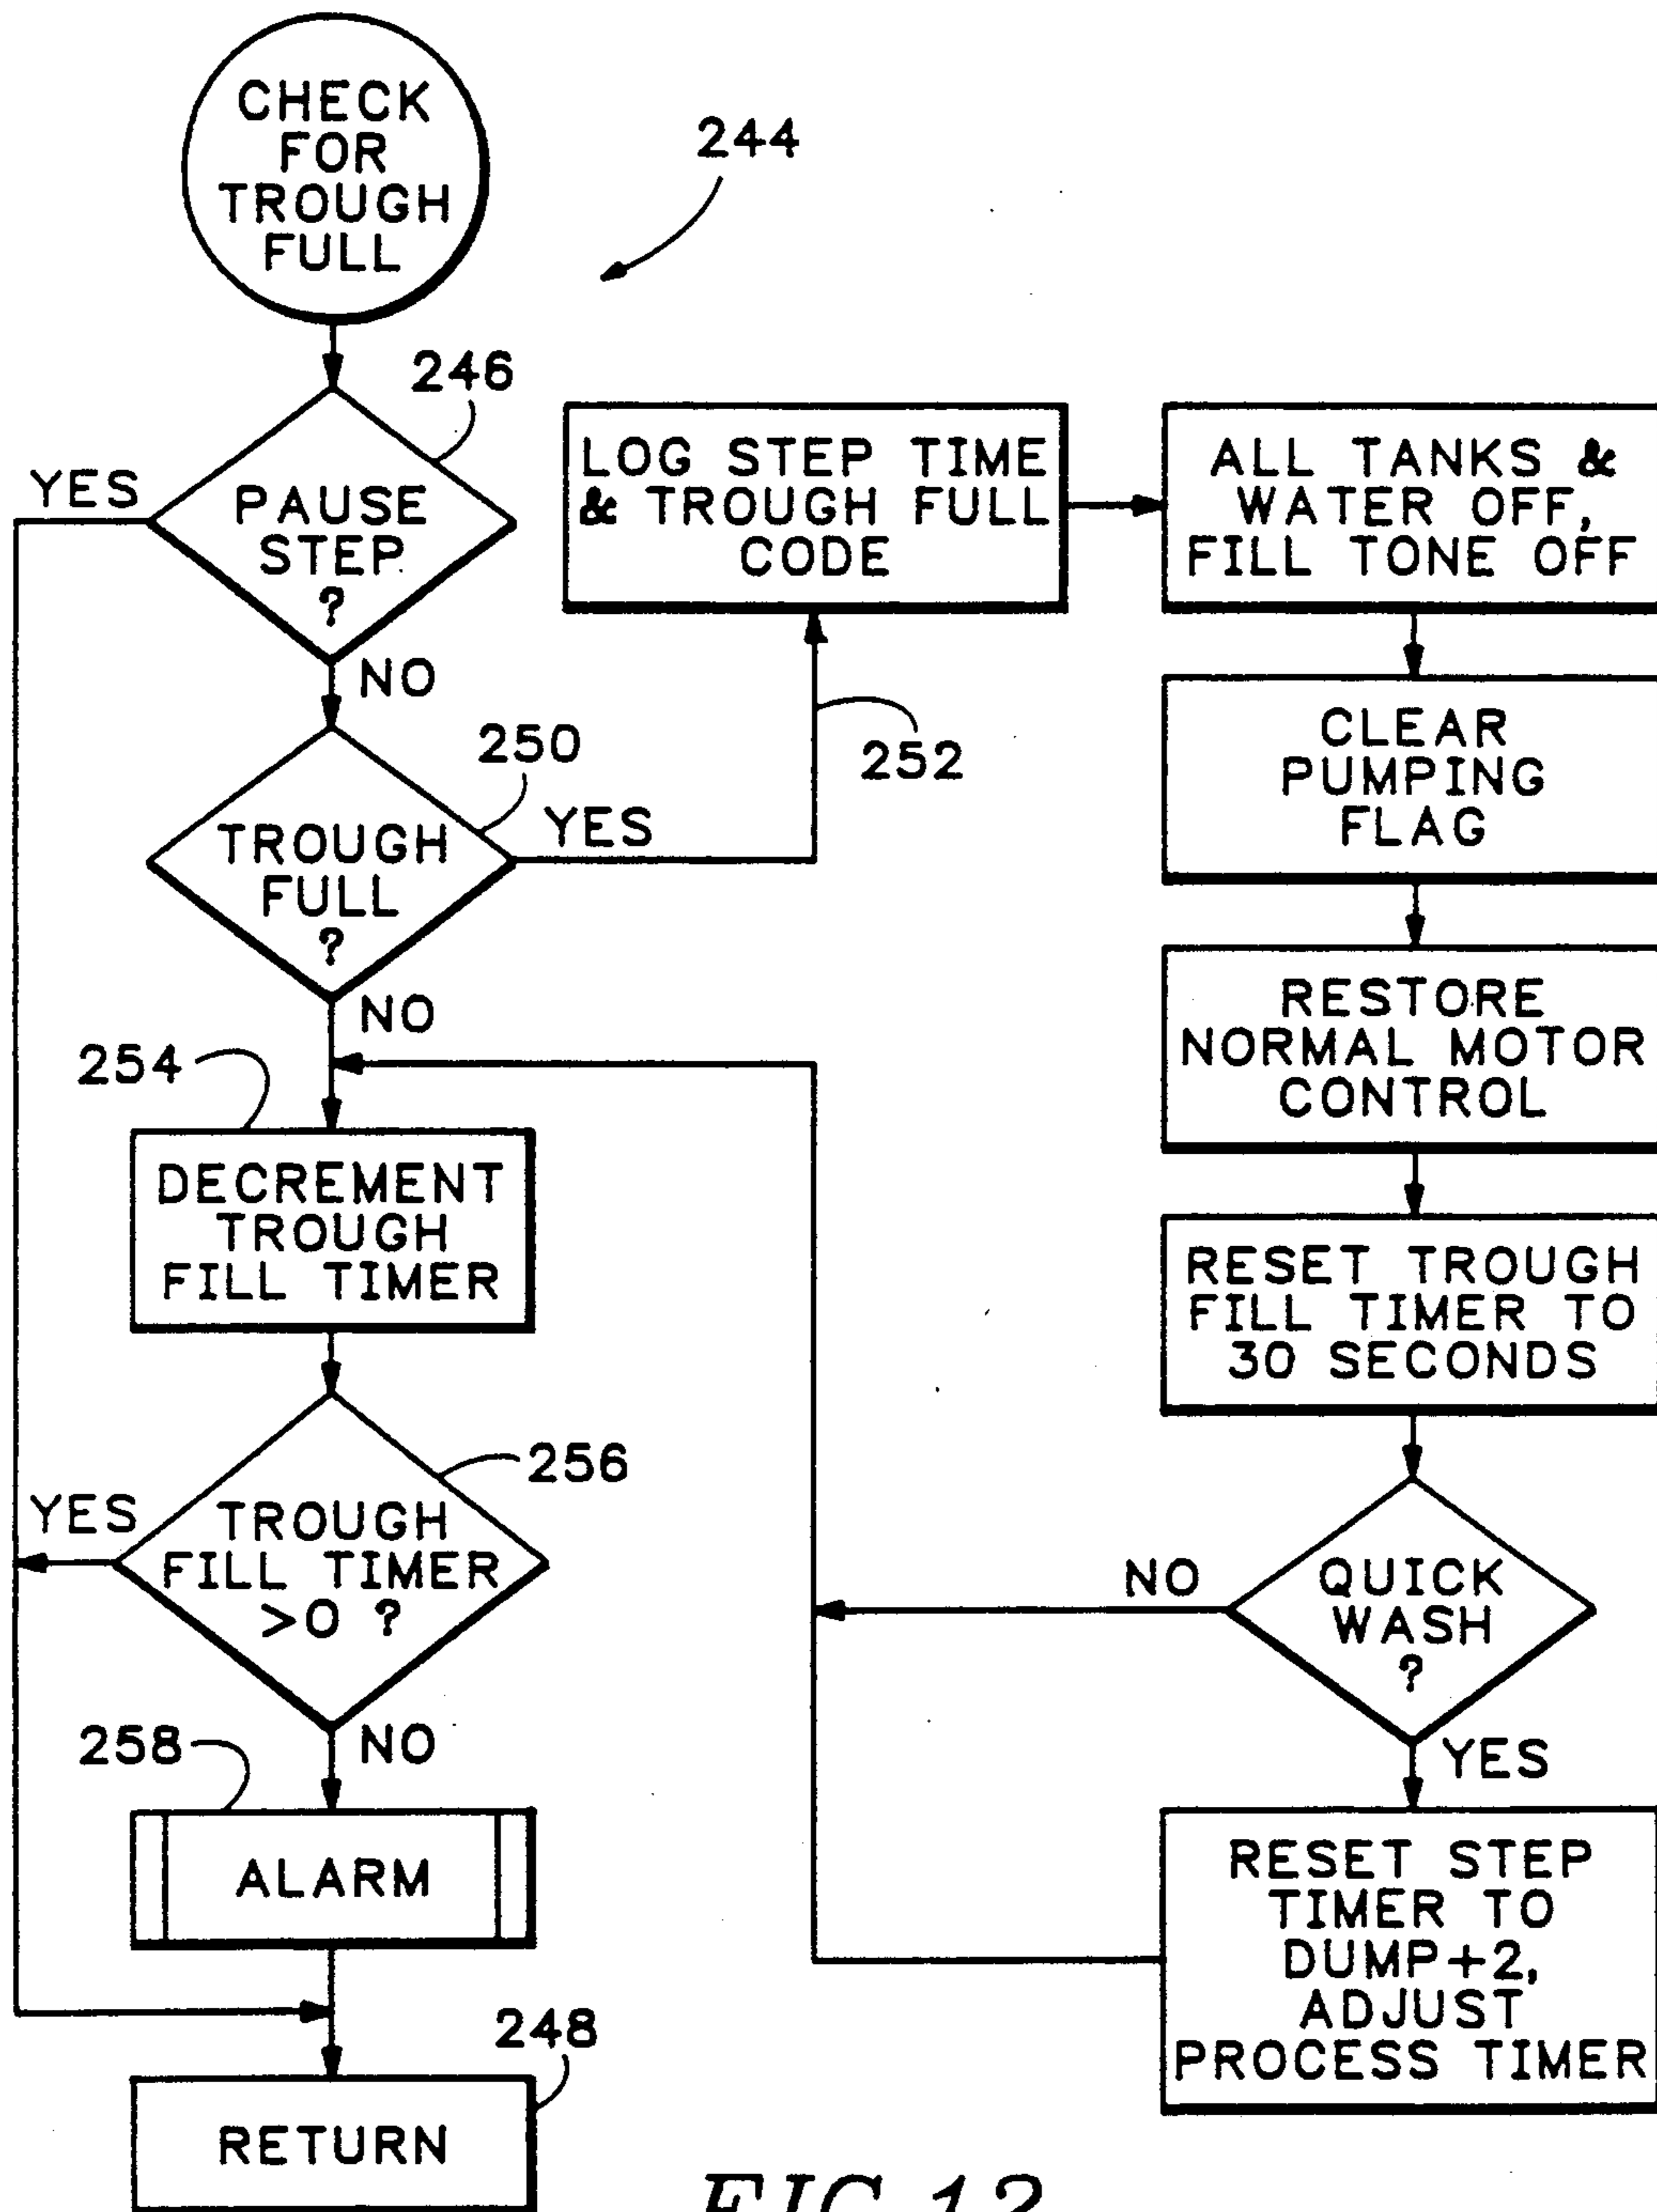 CHECK
FOR
TROUGH
FULL
244
246
YES
PAUSE
STEP
?
NO
LOG STEP TIME
& TROUGH FULL
CODE
ALL TANKS &
WATER OFF,
FILL TONE OFF
250
TROUGH
FULL
?
YES
252
NO
CLEAR
PUMPING
FLAG
RESTORE
NORMAL MOTOR
CONTROL
254
DECREMENT
TROUGH
FILL TIMER
RESET TROUGH
FILL TIMER TO
30 SECONDS
256
YES
TROUGH
FILL TIMER
>0 ?
NO
NO
QUICK
WASH
?
YES
258
ALARM
RESET STEP
TIMER TO
DUMP+2,
ADJUST
PROCESS TIMER
248
RETURN
FIG.12